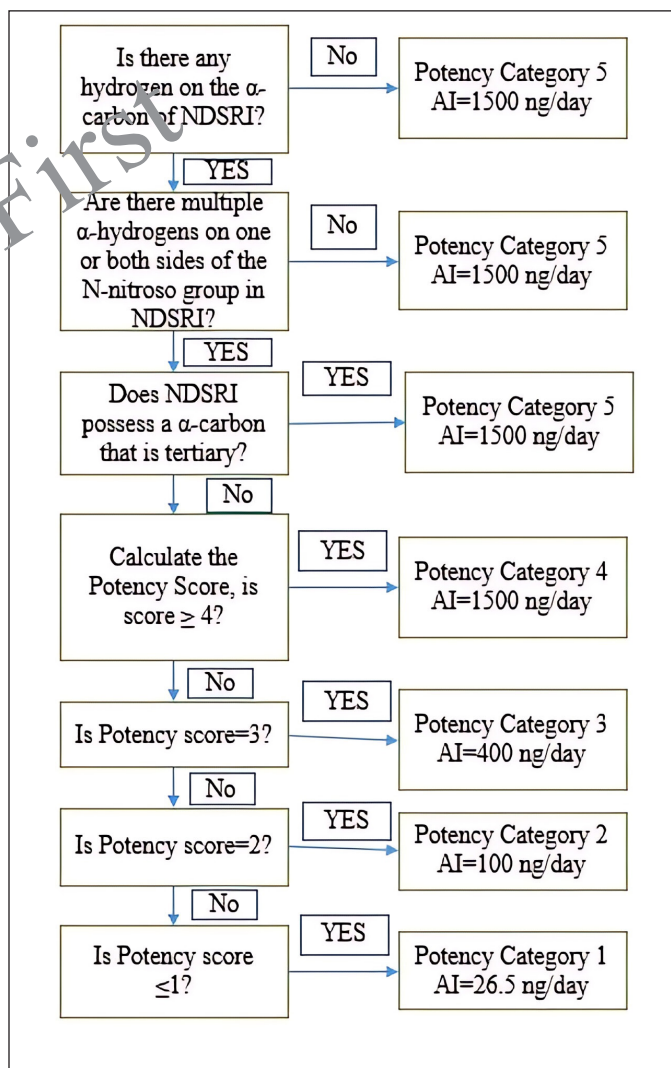 Is there any
hydrogen on the α-
carbon of NDSRI?
No
Potency Category 5
AI=1500 ng/day
First
YES
Are there multiple
α-hydrogens on one
or both sides of the
N-nitroso group in
NDSRI?
No
Potency Category 5
AI=1500 ng/day
YES
Does NDSRI
possess a α-carbon
that is tertiary?
YES
Potency Category 5
AI=1500 ng/day
No
Calculate the
Potency Score, is
score ≥ 4?
YES
Potency Category 4
AI=1500 ng/day
No
Is Potency score=3?
YES
Potency Category 3
AI=400 ng/day
No
Is Potency score=2?
YES
Potency Category 2
AI=100 ng/day
No
Is Potency score
≤1?
YES
Potency Category 1
AI=26.5 ng/day